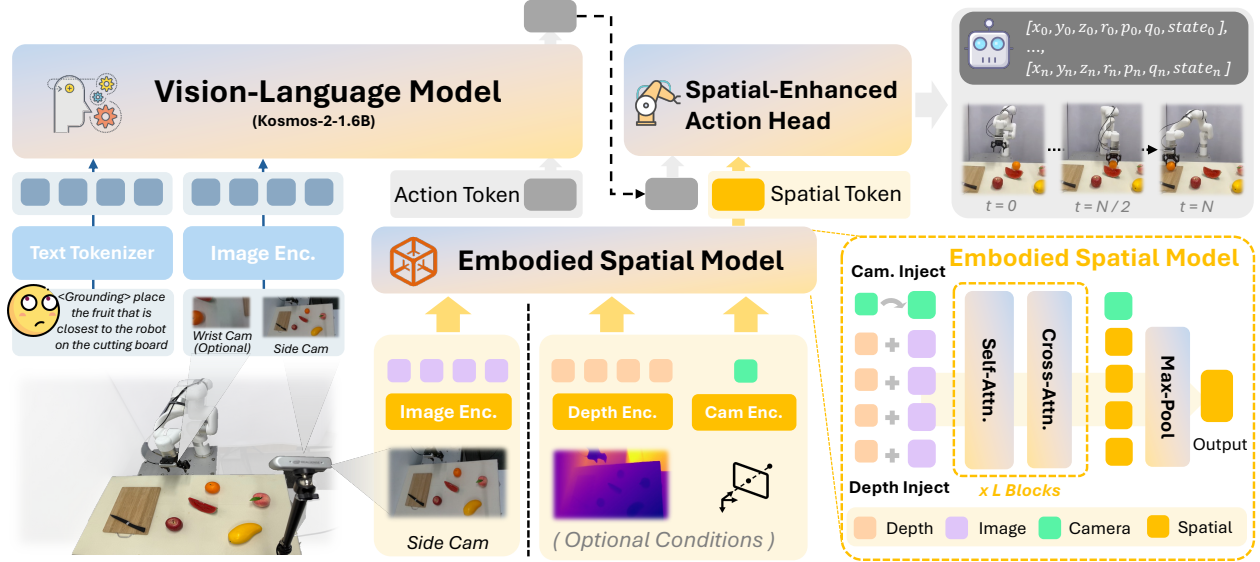 Vision-Language Model
(Kosmos-2-1.6B)
Spatial-Enhanced
Action Head
[x₀, y₀, z₀, r₀, p₀, q₀, state₀ ],
...,
[xₙ, yₙ, zₙ, rₙ, pₙ, qₙ, stateₙ ]
t = 0
t = N / 2
t = N
Action Token
Spatial Token
Text Tokenizer
Image Enc.
<Grounding> place
the fruit that is
closest to the robot
on the cutting board
Wrist Cam
(Optional)
Side Cam
Embodied Spatial Model
Image Enc.
Side Cam
Depth Enc.
Cam Enc.
( Optional Conditions )
Embodied Spatial Model
Cam. Inject
Depth Inject
Self-Attn.
Cross-Attn.
x L Blocks
Max-Pool
Output
Depth
Image
Camera
Spatial